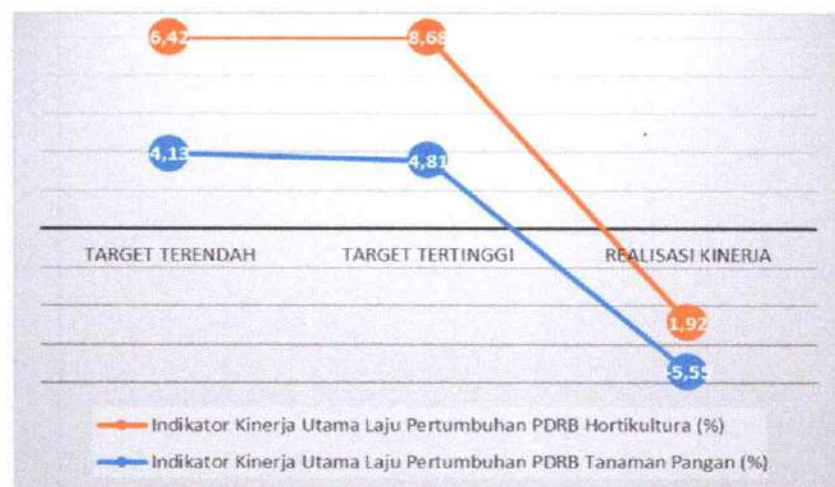 6,42 8,68
4,13 4,81
TARGET TERENDAH TARGET TERTINGGI REALISASI KINERJA
1,92
-5,55
Indikator Kinerja Utama Laju Pertumbuhan PDRB Hortikultura (%)
Indikator Kinerja Utama Laju Pertumbuhan PDRB Tanaman Pangan (%)